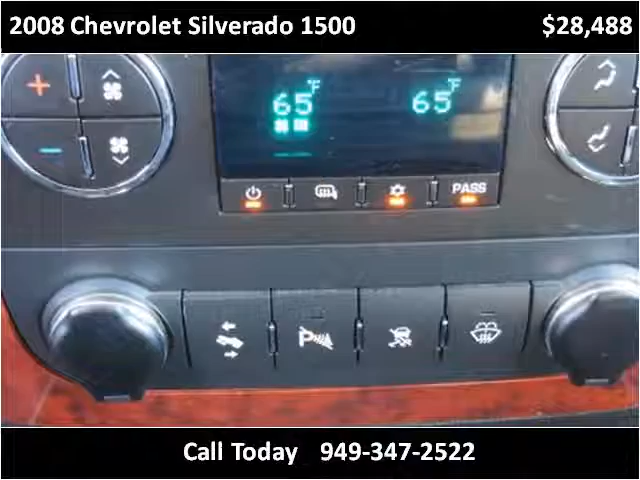 2008 Chevrolet Silverado 1500 $28,488
65°F 65°F
PASS
P
Call Today 949-347-2522